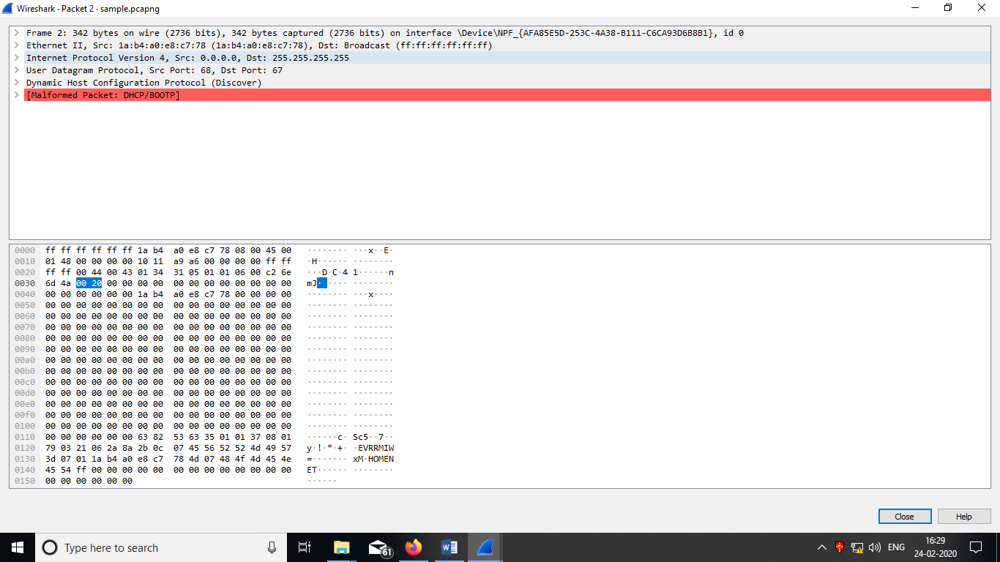 Wireshark · Packet 2 · sample.pcapng
Frame 2: 342 bytes on wire (2736 bits), 342 bytes captured (2736 bits) on interface \Device\NPF_{AFA85E5D-253C-4A38-B111-C6CA93D6B8B1}, id 0
Ethernet II, Src: 1a:b4:a0:e8:c7:78 (1a:b4:a0:e8:c7:78), Dst: Broadcast (ff:ff:ff:ff:ff:ff)
Internet Protocol Version 4, Src: 0.0.0.0, Dst: 255.255.255.255
User Datagram Protocol, Src Port: 68, Dst Port: 67
Dynamic Host Configuration Protocol (Discover)
[Malformed Packet: DHCP/BOOTP]
0000 ff ff ff ff ff ff 1a b4 a0 e8 c7 78 08 00 45 00 ········ ···x··E·
0010 01 48 00 00 00 00 10 11 a9 a6 00 00 00 00 ff ff ·H······ ········
0020 ff ff 00 44 00 43 01 34 31 05 01 01 06 00 c2 6e ···D·C·4 1······n
0030 6d 4a 00 20 00 00 00 00 00 00 00 00 00 00 00 00 mJ· ···· ········
0040 00 00 00 00 00 00 1a b4 a0 e8 c7 78 00 00 00 00 ········ ···x····
0050 00 00 00 00 00 00 00 00 00 00 00 00 00 00 00 00 ········ ········
0060 00 00 00 00 00 00 00 00 00 00 00 00 00 00 00 00 ········ ········
0070 00 00 00 00 00 00 00 00 00 00 00 00 00 00 00 00 ········ ········
0080 00 00 00 00 00 00 00 00 00 00 00 00 00 00 00 00 ········ ········
0090 00 00 00 00 00 00 00 00 00 00 00 00 00 00 00 00 ········ ········
00a0 00 00 00 00 00 00 00 00 00 00 00 00 00 00 00 00 ········ ········
00b0 00 00 00 00 00 00 00 00 00 00 00 00 00 00 00 00 ········ ········
00c0 00 00 00 00 00 00 00 00 00 00 00 00 00 00 00 00 ········ ········
00d0 00 00 00 00 00 00 00 00 00 00 00 00 00 00 00 00 ········ ········
00e0 00 00 00 00 00 00 00 00 00 00 00 00 00 00 00 00 ········ ········
00f0 00 00 00 00 00 00 00 00 00 00 00 00 00 00 00 00 ········ ········
0100 00 00 00 00 00 00 00 00 00 00 00 00 00 00 00 00 ········ ········
0110 00 00 00 00 00 00 63 82 53 63 35 01 01 37 08 01 ······c· Sc5··7··
0120 79 03 21 06 2a 8a 2b 0c 07 45 56 52 52 4d 49 57 y·!·*·+· ·EVRRMIW
0130 3d 07 01 1a b4 a0 e8 c7 78 4d 07 48 4f 4d 45 4e =······· xM·HOMEN
0140 45 54 ff 00 00 00 00 00 00 00 00 00 00 00 00 00 ET······ ········
0150 00 00 00 00 00 00 ······
Close Help
Type here to search
61
W
ENG
16:29
24-02-2020